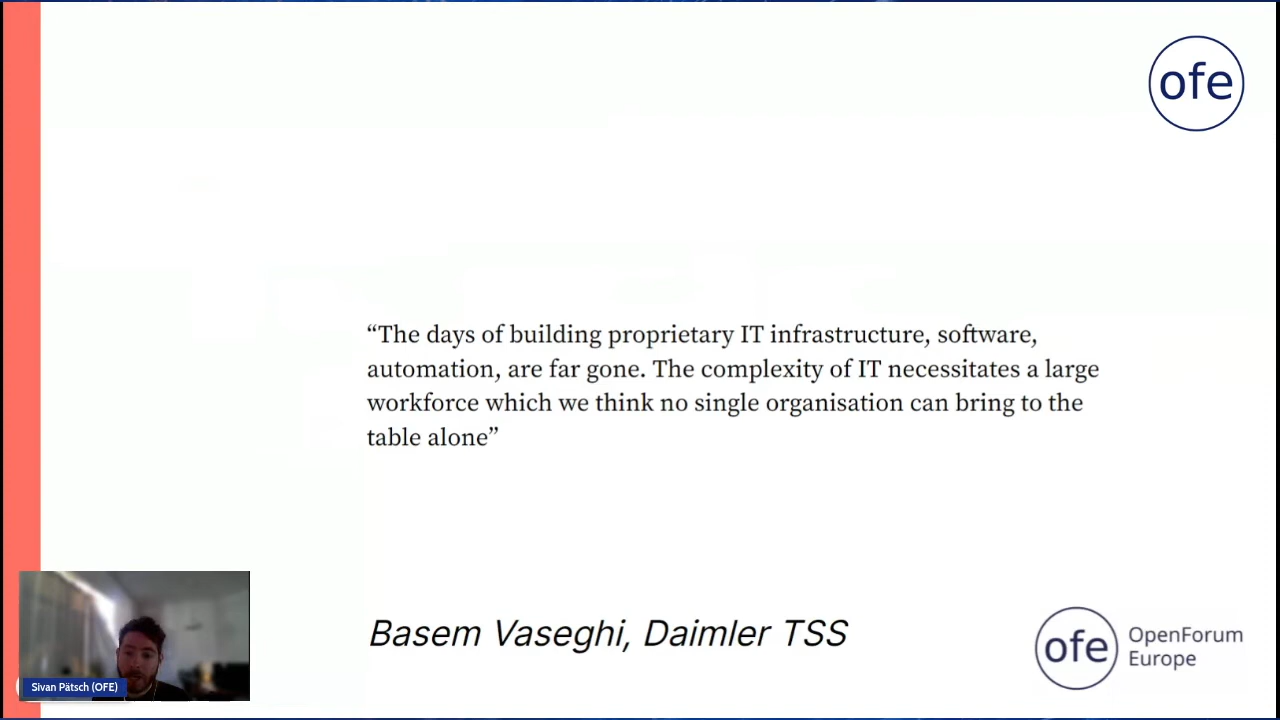 ofe
“The days of building proprietary IT infrastructure, software,
automation, are far gone. The complexity of IT necessitates a large
workforce which we think no single organisation can bring to the
table alone”
Basem Vaseghi, Daimler TSS
ofe
OpenForum
Europe
Sivan Pätsch (OFE)